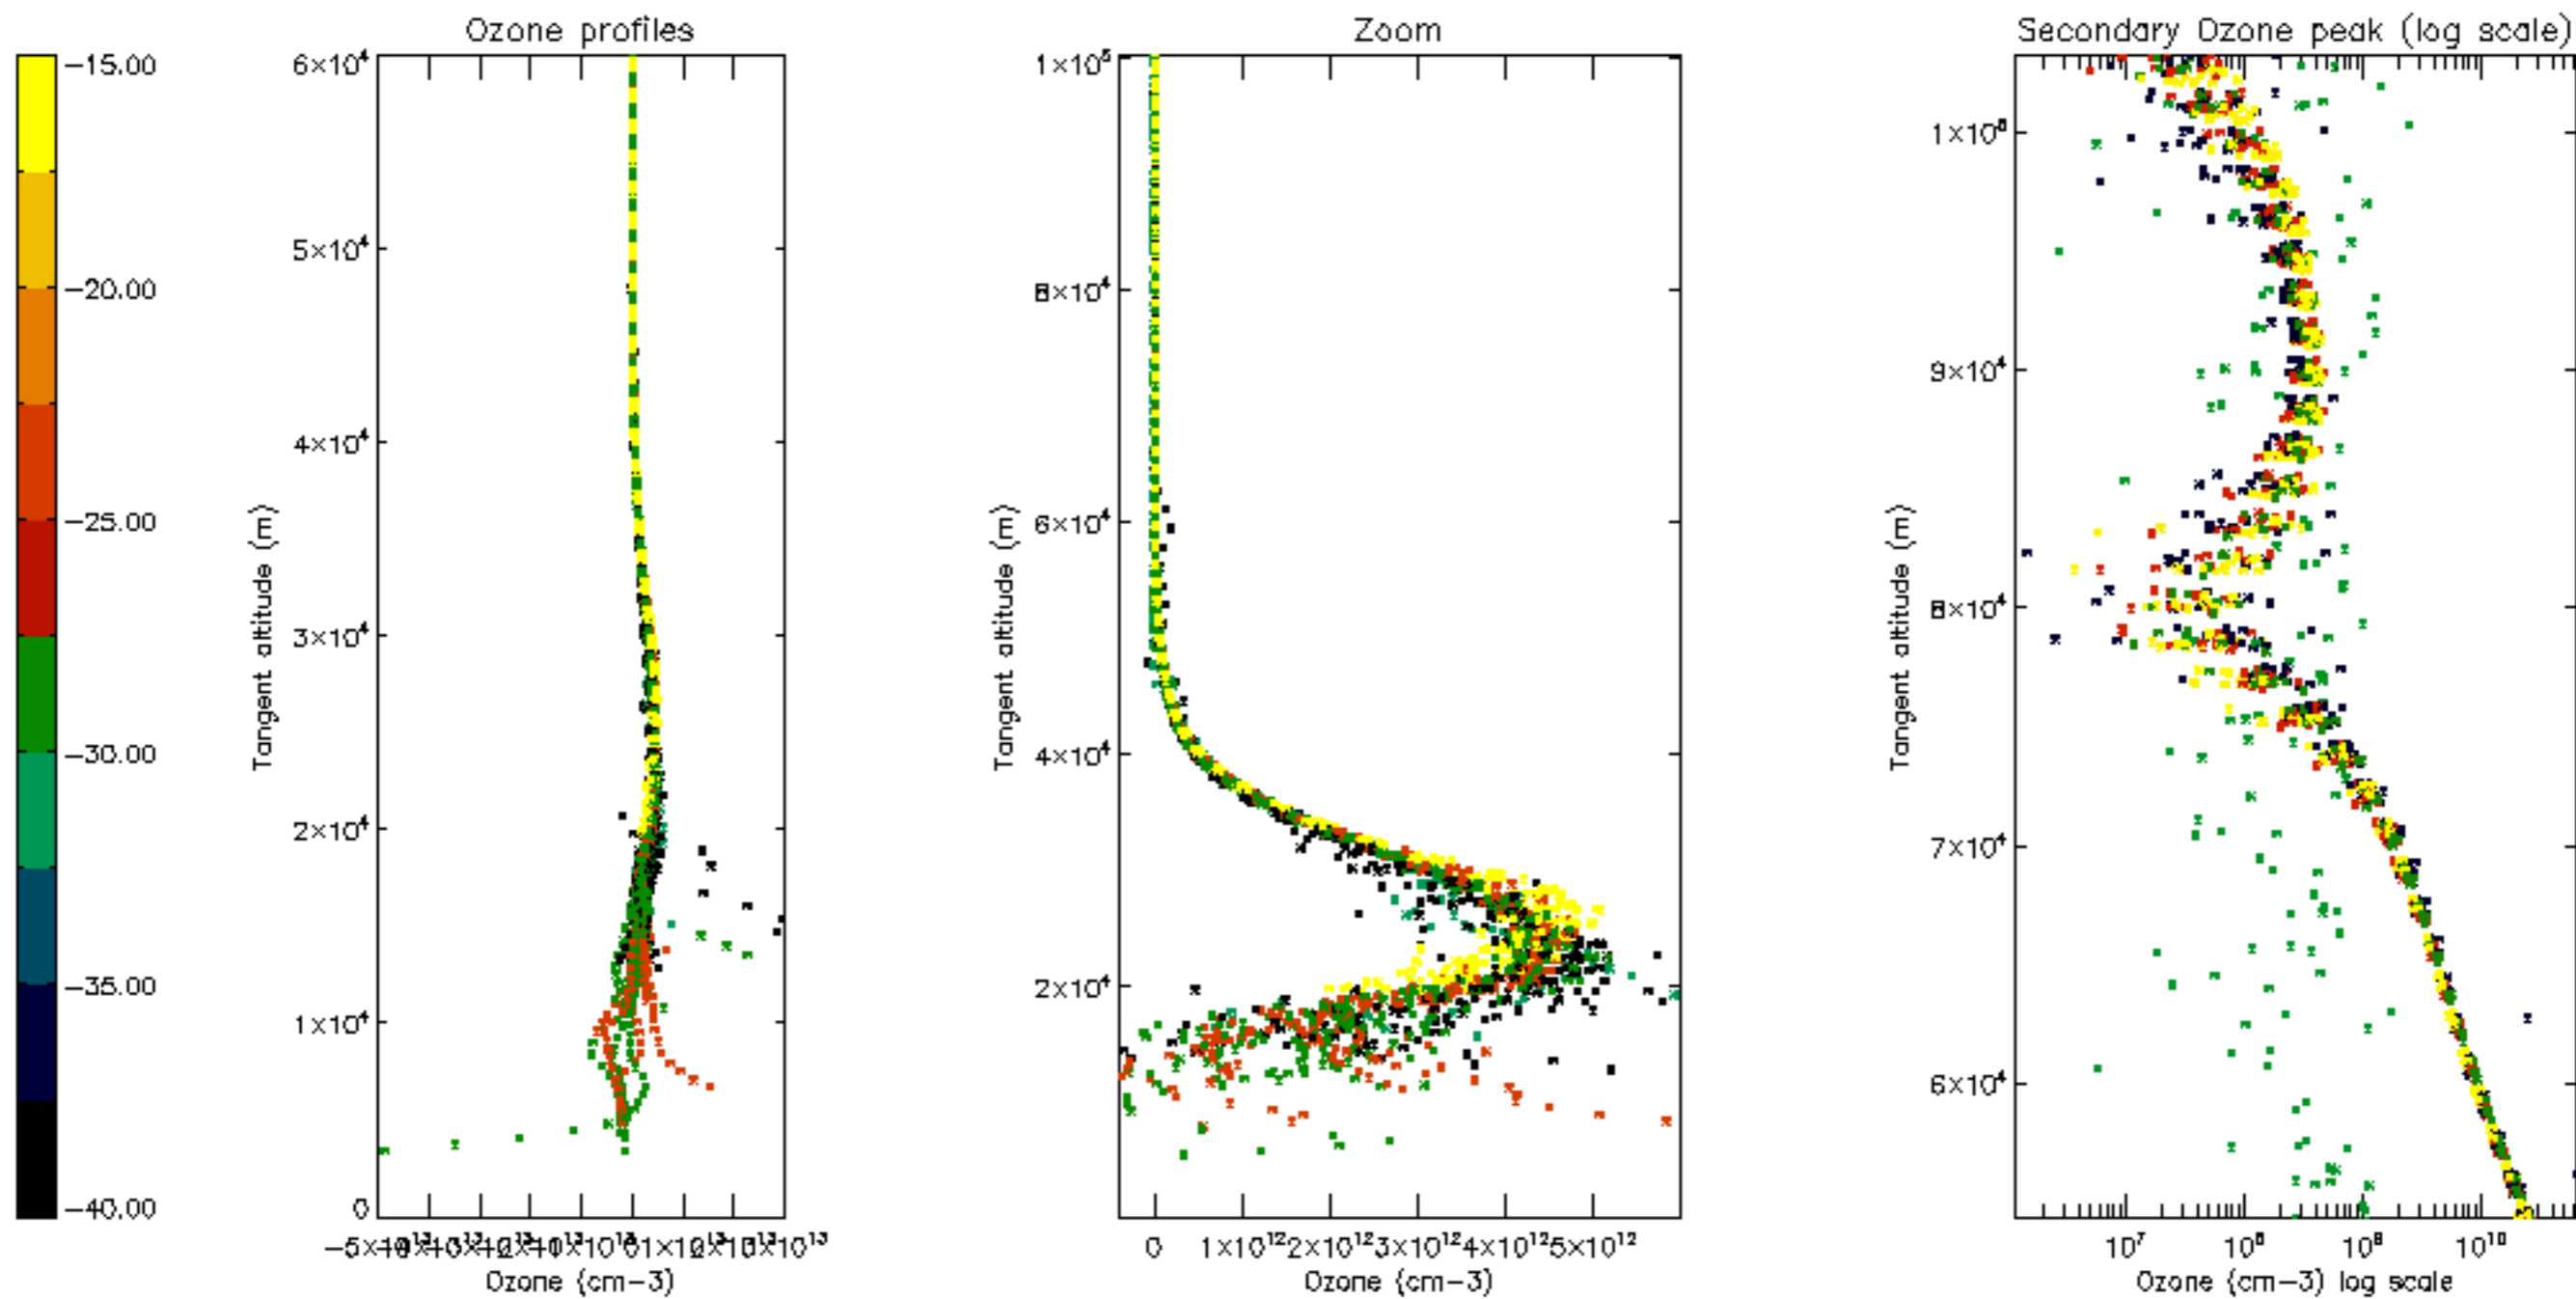 Ozone profiles
Zoom
Secondary Ozone peak (log scale)
-15.00
-20.00
-25.00
-30.00
-35.00
-40.00
6×10⁴
5×10⁴
4×10⁴
3×10⁴
2×10⁴
1×10⁴
0
Tangent altitude (m)
Ozone (cm-3)
1×10⁵
8×10⁴
6×10⁴
4×10⁴
2×10⁴
Tangent altitude (m)
0 1×10¹² 2×10¹² 3×10¹² 4×10¹² 5×10¹²
Ozone (cm-3)
9×10⁴
8×10⁴
7×10⁴
6×10⁴
Tangent altitude (m)
10⁷ 10⁸ 10⁹ 10¹⁰
Ozone (cm-3) log scale